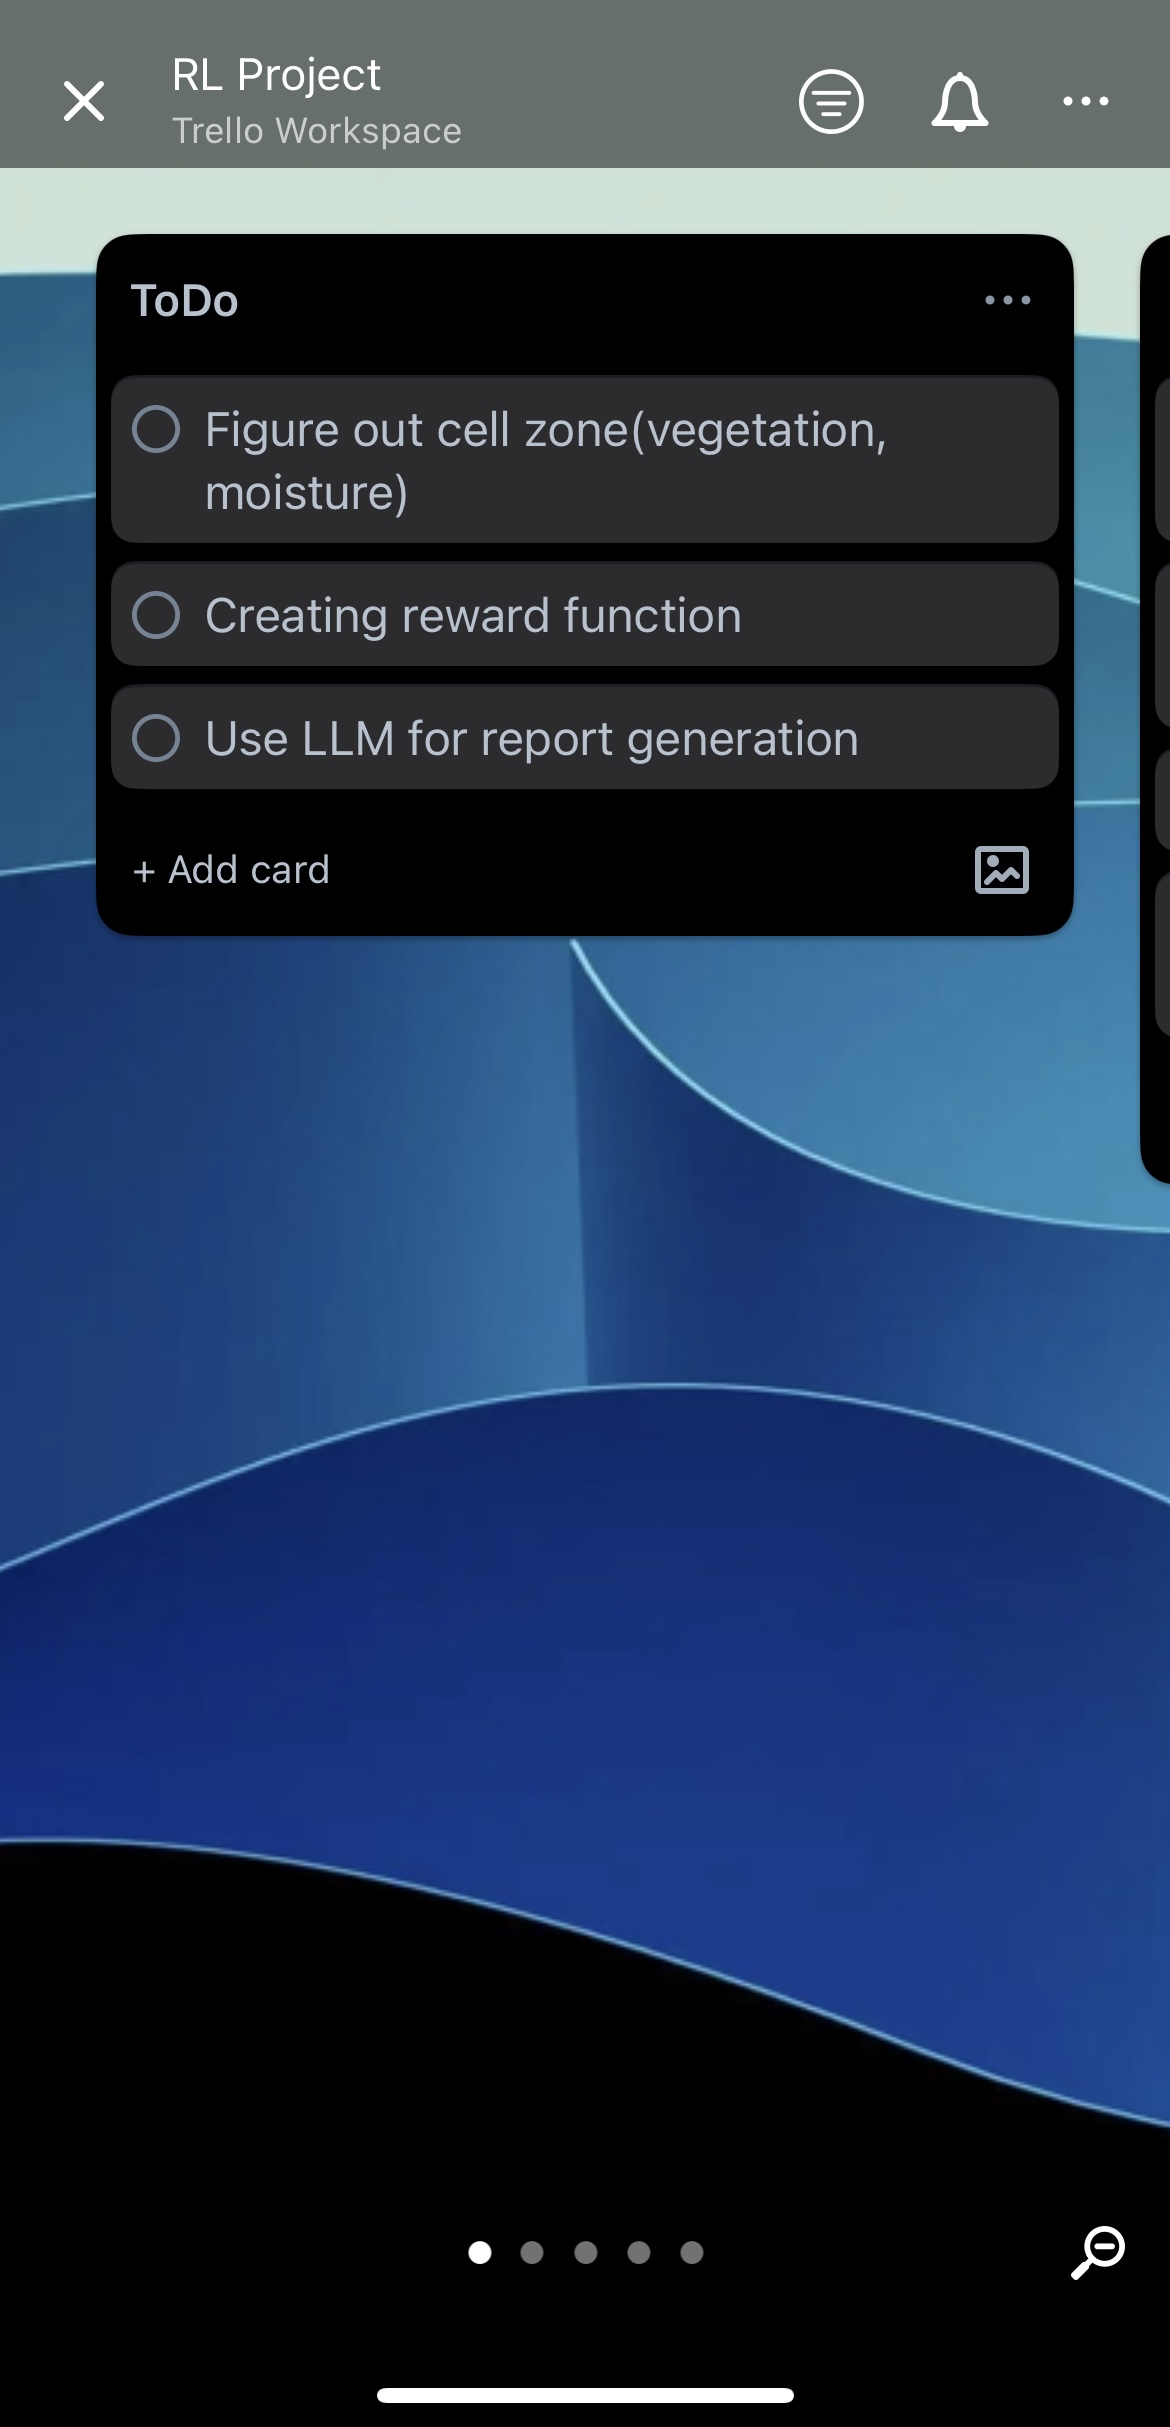 RL Project
Trello Workspace
ToDo
Figure out cell zone(vegetation,
moisture)
Creating reward function
Use LLM for report generation
+ Add card